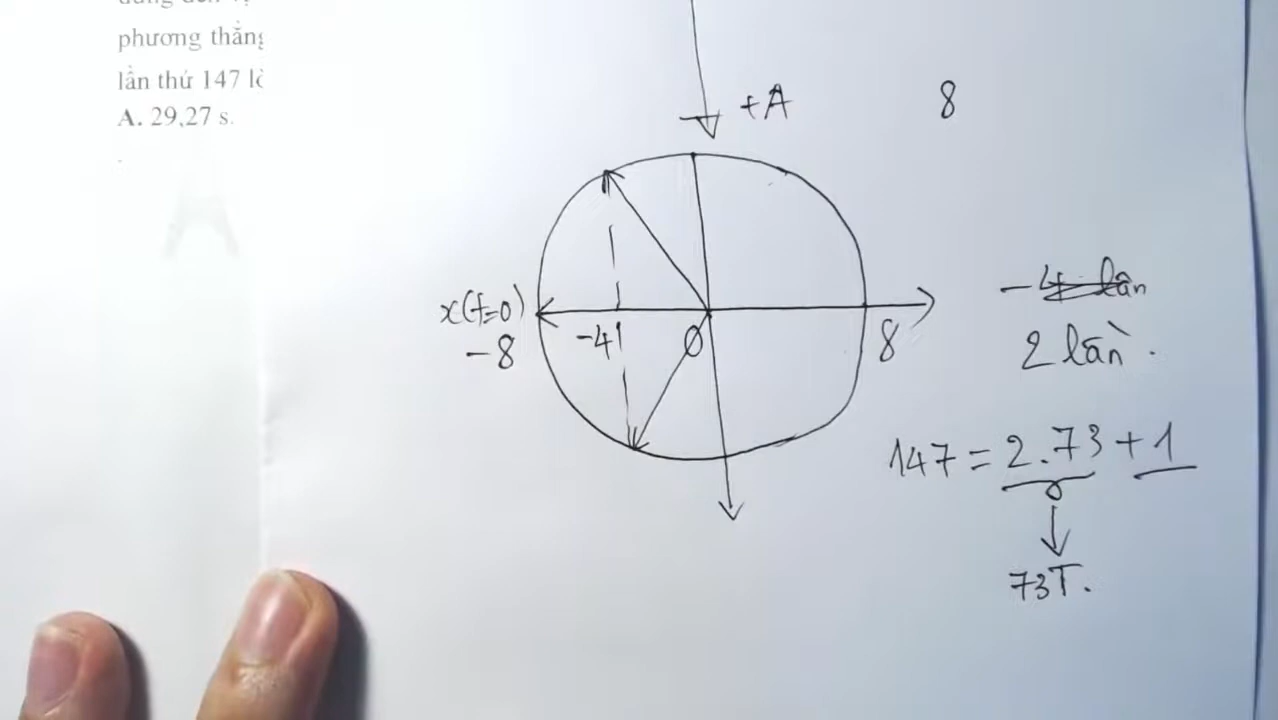 phương thẳng
lần thứ 147
A. 29,27 s.
+A
8
x(t=0)
-8
-4
0
8
2 lần.
147 = 2.73 + 1
73T.